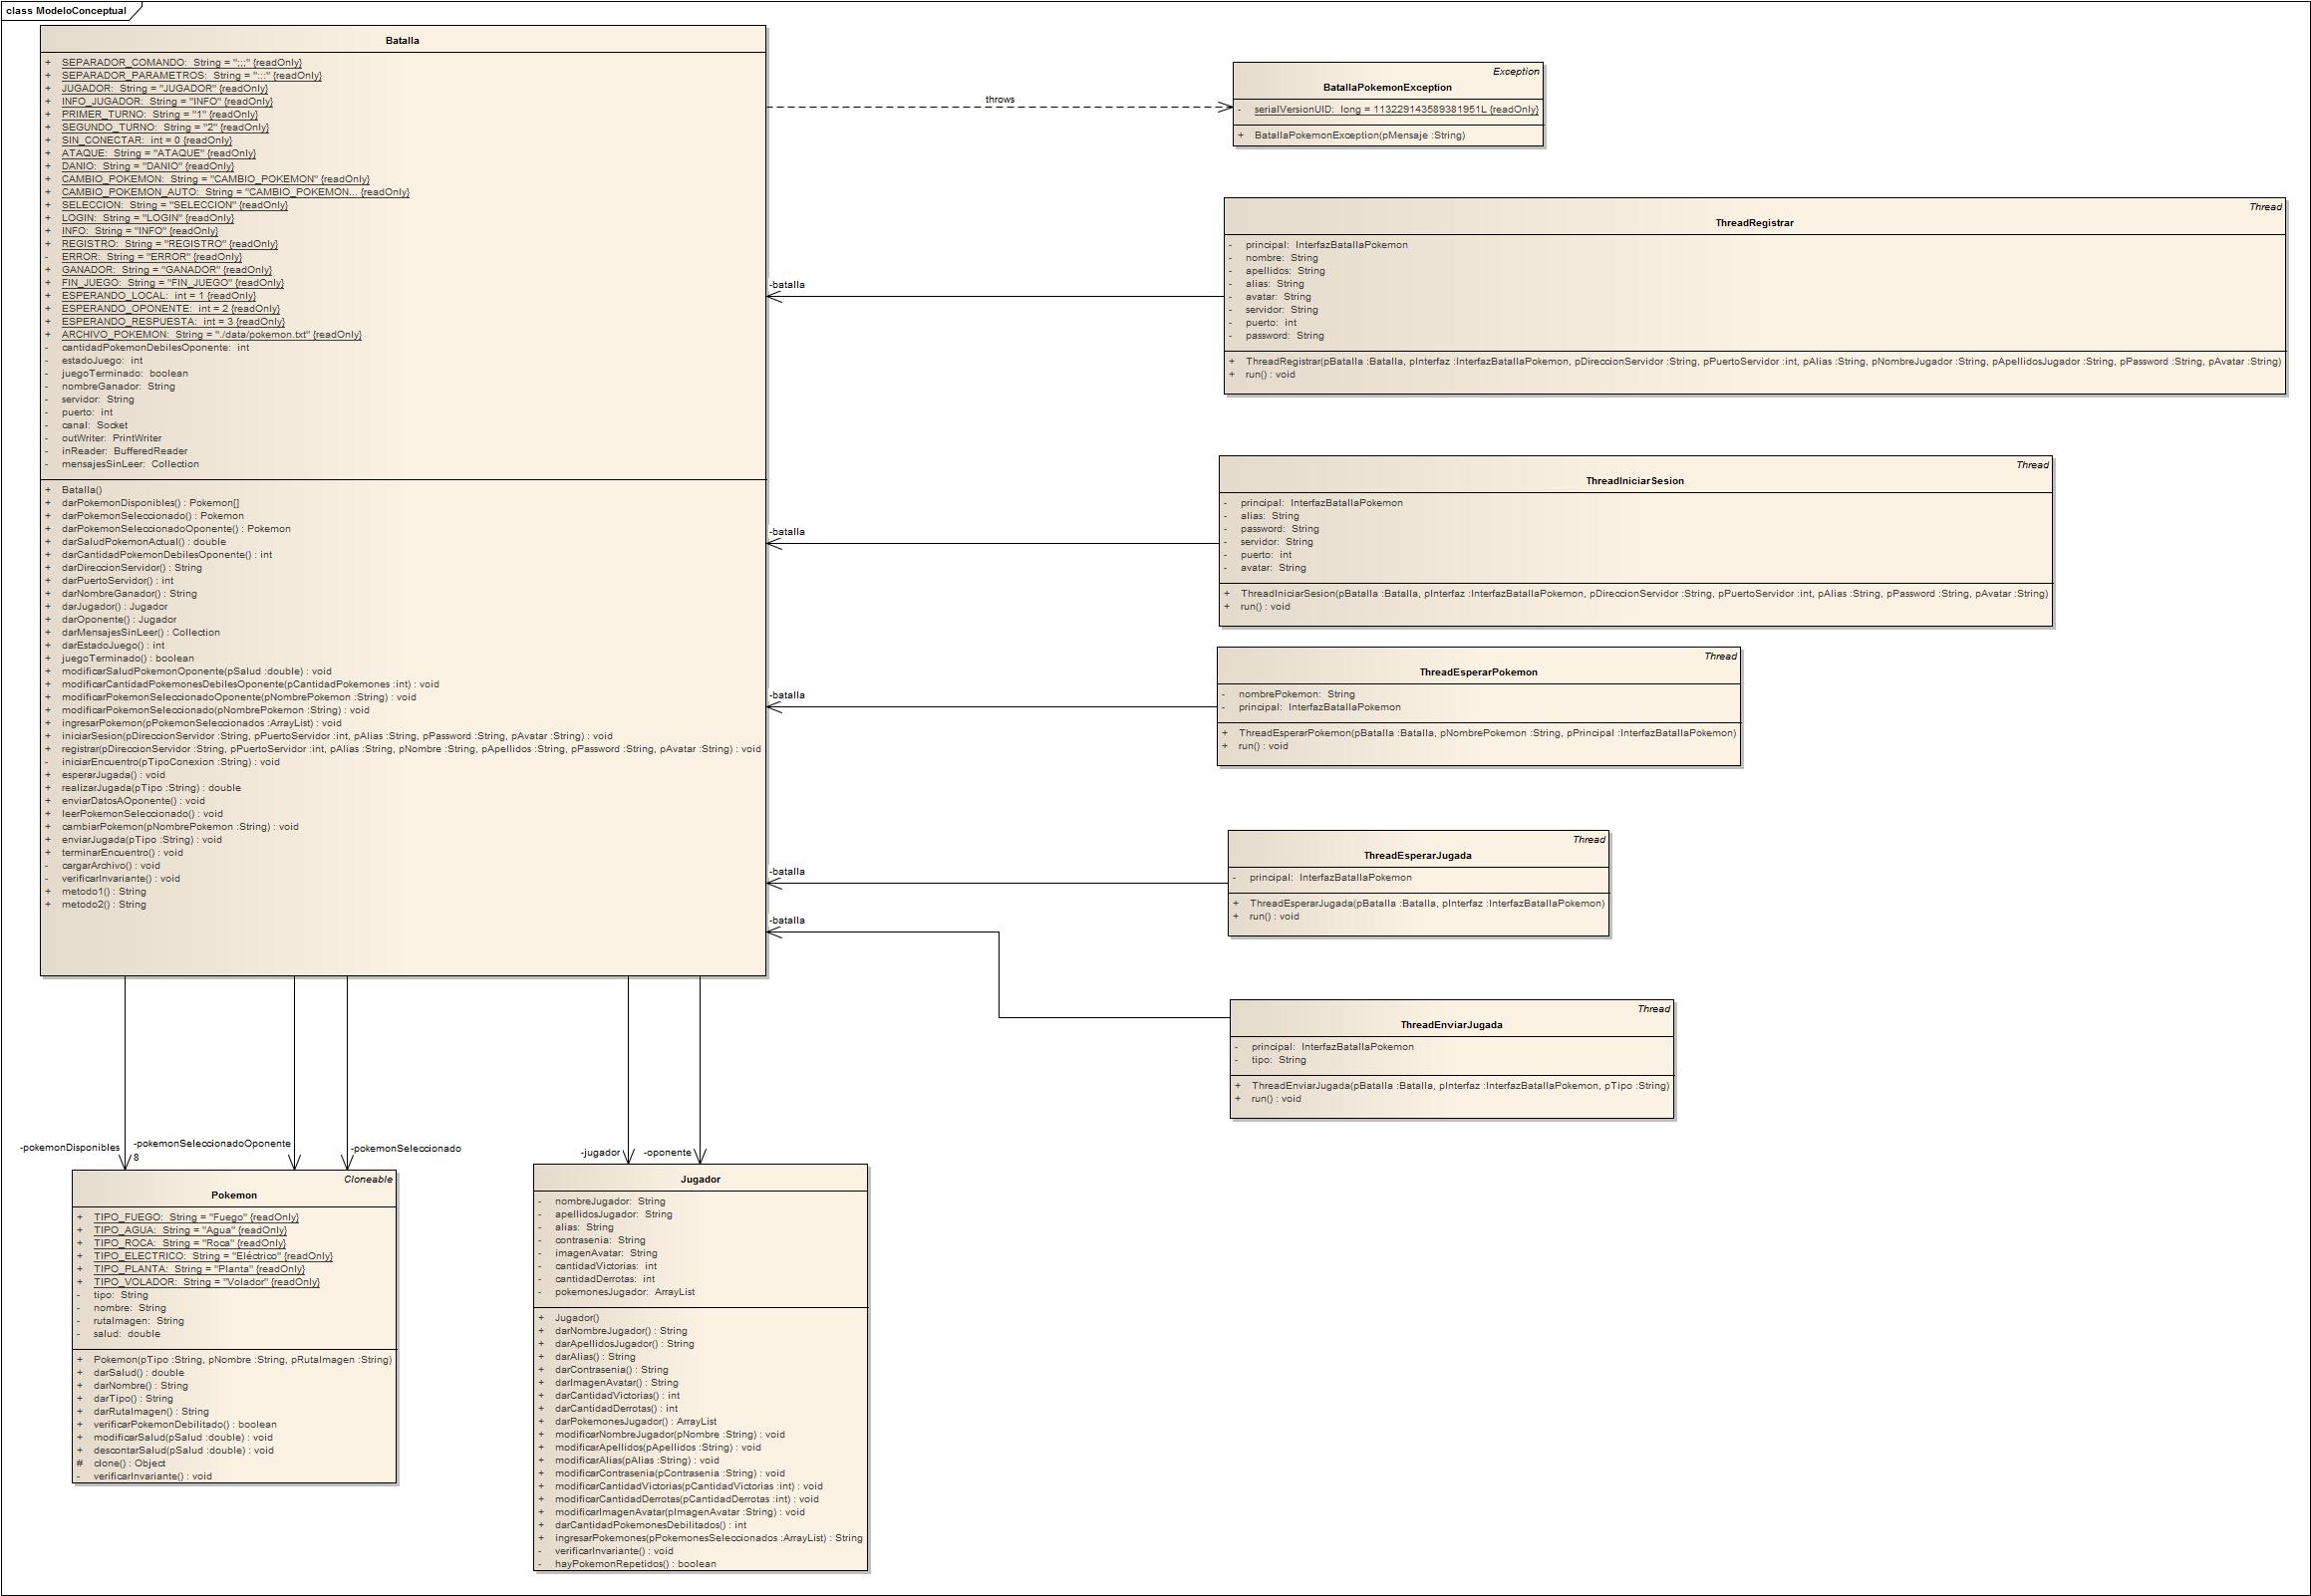 class ModeloConceptual
Batalla
+ SEPARADOR_COMANDO: String = ";;;" {readOnly}
+ SEPARADOR_PARAMETROS: String = ":::" {readOnly}
+ JUGADOR: String = "JUGADOR" {readOnly}
+ INFO_JUGADOR: String = "INFO" {readOnly}
+ PRIMER_TURNO: String = "1" {readOnly}
+ SEGUNDO_TURNO: String = "2" {readOnly}
+ SIN_CONECTAR: int = 0 {readOnly}
+ ATAQUE: String = "ATAQUE" {readOnly}
+ DANIO: String = "DANIO" {readOnly}
+ CAMBIO_POKEMON: String = "CAMBIO_POKEMON" {readOnly}
+ CAMBIO_POKEMON_AUTO: String = "CAMBIO_POKEMON... {readOnly}
+ SELECCION: String = "SELECCION" {readOnly}
+ LOGIN: String = "LOGIN" {readOnly}
+ INFO: String = "INFO" {readOnly}
+ REGISTRO: String = "REGISTRO" {readOnly}
- ERROR: String = "ERROR" {readOnly}
+ GANADOR: String = "GANADOR" {readOnly}
+ FIN_JUEGO: String = "FIN_JUEGO" {readOnly}
+ ESPERANDO_LOCAL: int = 1 {readOnly}
+ ESPERANDO_OPONENTE: int = 2 {readOnly}
+ ESPERANDO_RESPUESTA: int = 3 {readOnly}
+ ARCHIVO_POKEMON: String = "./data/pokemon.txt" {readOnly}
- cantidadPokemonDebilesOponente: int
- estadoJuego: int
- juegoTerminado: boolean
- nombreGanador: String
- servidor: String
- puerto: int
- canal: Socket
- outWriter: PrintWriter
- inReader: BufferedReader
- mensajesSinLeer: Collection
+ Batalla()
+ darPokemonDisponibles() : Pokemon[]
+ darPokemonSeleccionado() : Pokemon
+ darPokemonSeleccionadoOponente() : Pokemon
+ darSaludPokemonActual() : double
+ darCantidadPokemonDebilesOponente() : int
+ darDireccionServidor() : String
+ darPuertoServidor() : int
+ darNombreGanador() : String
+ darJugador() : Jugador
+ darOponente() : Jugador
+ darMensajesSinLeer() : Collection
+ darEstadoJuego() : int
+ juegoTerminado() : boolean
+ modificarSaludPokemonOponente(pSalud :double) : void
+ modificarCantidadPokemonesDebilesOponente(pCantidadPokemones :int) : void
+ modificarPokemonSeleccionadoOponente(pNombrePokemon :String) : void
+ modificarPokemonSeleccionado(pNombrePokemon :String) : void
+ ingresarPokemon(pPokemonSeleccionados :ArrayList) : void
+ iniciarSesion(pDireccionServidor :String, pPuertoServidor :int, pAlias :String, pPassword :String, pAvatar :String) : void
+ registrar(pDireccionServidor :String, pPuertoServidor :int, pAlias :String, pNombre :String, pApellidos :String, pPassword :String, pAvatar :String) : void
- iniciarEncuentro(pTipoConexion :String) : void
+ esperarJugada() : void
+ realizarJugada(pTipo :String) : double
+ enviarDatosAOponente() : void
+ leerPokemonSeleccionado() : void
+ cambiarPokemon(pNombrePokemon :String) : void
+ enviarJugada(pTipo :String) : void
+ terminarEncuentro() : void
- cargarArchivo() : void
- verificarInvariante() : void
+ metodo1() : String
+ metodo2() : String
throws
Exception
BatallaPokemonException
- serialVersionUID: long = 113229143589381951L {readOnly}
+ BatallaPokemonException(pMensaje :String)
-batalla
Thread
ThreadRegistrar
- principal: InterfazBatallaPokemon
- nombre: String
- apellidos: String
- alias: String
- avatar: String
- servidor: String
- puerto: int
- password: String
+ ThreadRegistrar(pBatalla :Batalla, pInterfaz :InterfazBatallaPokemon, pDireccionServidor :String, pPuertoServidor :int, pAlias :String, pNombreJugador :String, pApellidosJugador :String, pPassword :String, pAvatar :String)
+ run() : void
-batalla
Thread
ThreadIniciarSesion
- principal: InterfazBatallaPokemon
- alias: String
- password: String
- servidor: String
- puerto: int
- avatar: String
+ ThreadIniciarSesion(pBatalla :Batalla, pInterfaz :InterfazBatallaPokemon, pDireccionServidor :String, pPuertoServidor :int, pAlias :String, pPassword :String, pAvatar :String)
+ run() : void
-batalla
Thread
ThreadEsperarPokemon
- nombrePokemon: String
- principal: InterfazBatallaPokemon
+ ThreadEsperarPokemon(pBatalla :Batalla, pNombrePokemon :String, pPrincipal :InterfazBatallaPokemon)
+ run() : void
-batalla
Thread
ThreadEsperarJugada
- principal: InterfazBatallaPokemon
+ ThreadEsperarJugada(pBatalla :Batalla, pInterfaz :InterfazBatallaPokemon)
+ run() : void
-batalla
Thread
ThreadEnviarJugada
- principal: InterfazBatallaPokemon
- tipo: String
+ ThreadEnviarJugada(pBatalla :Batalla, pInterfaz :InterfazBatallaPokemon, pTipo :String)
+ run() : void
-pokemonDisponibles
8
-pokemonSeleccionadoOponente
-pokemonSeleccionado
-jugador
-oponente
Cloneable
Pokemon
+ TIPO_FUEGO: String = "Fuego" {readOnly}
+ TIPO_AGUA: String = "Agua" {readOnly}
+ TIPO_ROCA: String = "Roca" {readOnly}
+ TIPO_ELECTRICO: String = "Eléctrico" {readOnly}
+ TIPO_PLANTA: String = "Planta" {readOnly}
+ TIPO_VOLADOR: String = "Volador" {readOnly}
- tipo: String
- nombre: String
- rutaImagen: String
- salud: double
+ Pokemon(pTipo :String, pNombre :String, pRutaImagen :String)
+ darSalud() : double
+ darNombre() : String
+ darTipo() : String
+ darRutaImagen() : String
+ verificarPokemonDebilitado() : boolean
+ modificarSalud(pSalud :double) : void
+ descontarSalud(pSalud :double) : void
# clone() : Object
- verificarInvariante() : void
Jugador
- nombreJugador: String
- apellidosJugador: String
- alias: String
- contrasenia: String
- imagenAvatar: String
- cantidadVictorias: int
- cantidadDerrotas: int
- pokemonesJugador: ArrayList
+ Jugador()
+ darNombreJugador() : String
+ darApellidosJugador() : String
+ darAlias() : String
+ darContrasenia() : String
+ darImagenAvatar() : String
+ darCantidadVictorias() : int
+ darCantidadDerrotas() : int
+ darPokemonesJugador() : ArrayList
+ modificarNombreJugador(pNombre :String) : void
+ modificarApellidos(pApellidos :String) : void
+ modificarAlias(pAlias :String) : void
+ modificarContrasenia(pContrasenia :String) : void
+ modificarCantidadVictorias(pCantidadVictorias :int) : void
+ modificarCantidadDerrotas(pCantidadDerrotas :int) : void
+ modificarImagenAvatar(pImagenAvatar :String) : void
+ darCantidadPokemonesDebilitados() : int
+ ingresarPokemones(pPokemonesSeleccionados :ArrayList) : String
- verificarInvariante() : void
- hayPokemonRepetidos() : boolean